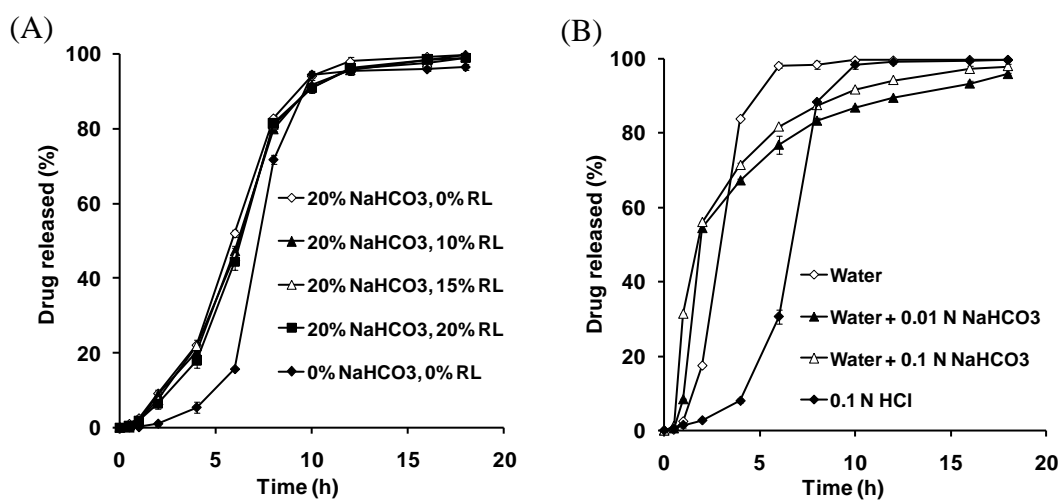 (A)
100
80
60
40
20
0
0 5 10 15 20
Drug released (%)
Time (h)
20% NaHCO3, 0% RL
20% NaHCO3, 10% RL
20% NaHCO3, 15% RL
20% NaHCO3, 20% RL
0% NaHCO3, 0% RL
(B)
100
80
60
40
20
0
0 5 10 15 20
Drug released (%)
Time (h)
Water
Water + 0.01 N NaHCO3
Water + 0.1 N NaHCO3
0.1 N HCl